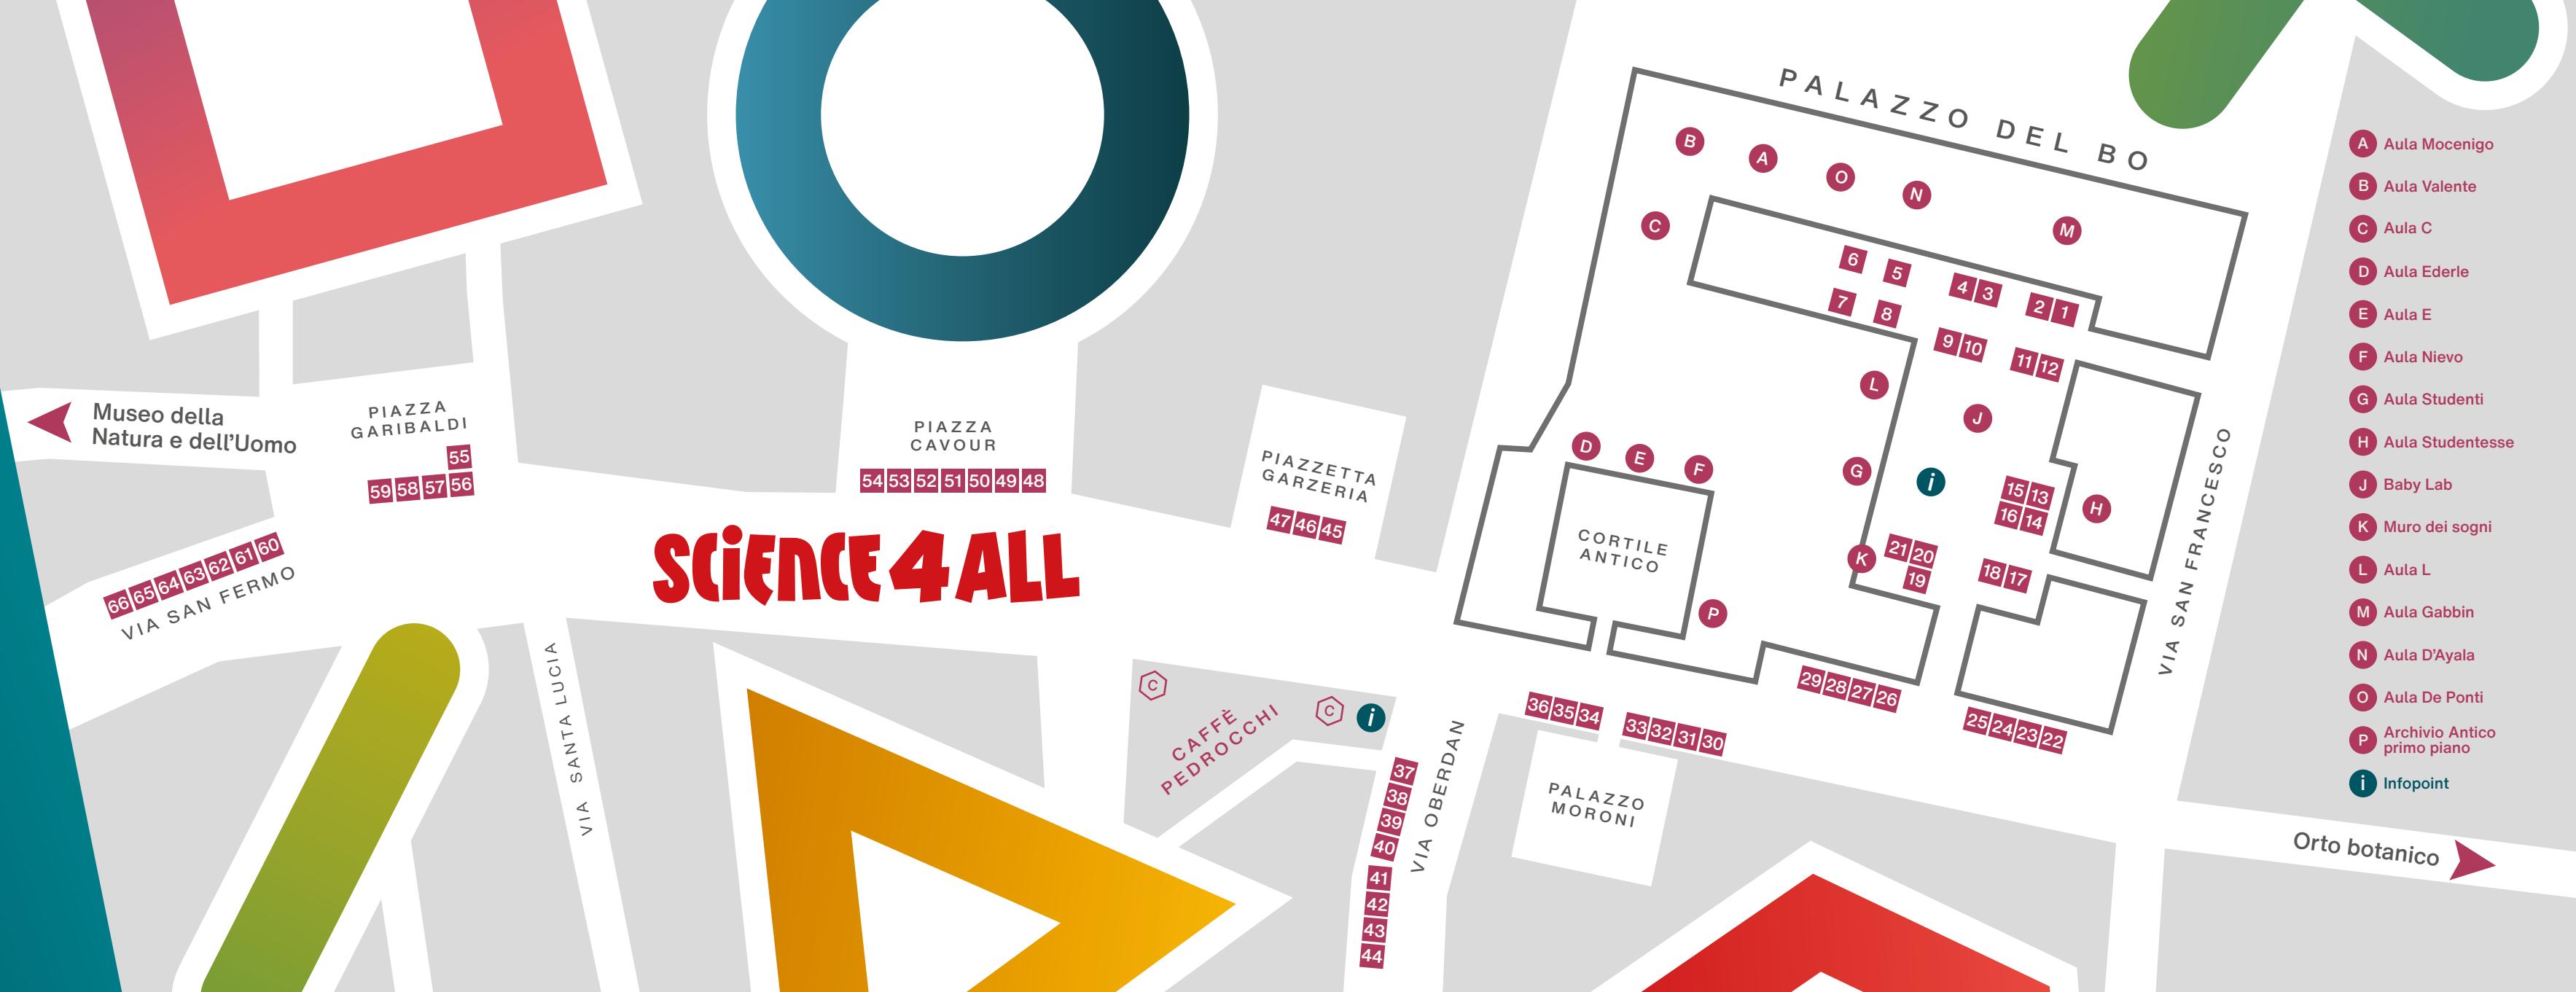 PALAZZO DEL BO
B
A
O
N
C
M
6
5
4 3
2 1
7
8
9 10
11 12
L
J
D
E
F
G
i
15 13
16 14
H
CORTILE
ANTICO
K
21 20
19
18 17
P
29 28 27 26
25 24 23 22
VIA SAN FRANCESCO
Museo della
Natura e dell'Uomo
PIAZZA
GARIBALDI
55
59 58 57 56
66 65 64 63 62 61 60
VIA SAN FERMO
PIAZZA
CAVOUR
54 53 52 51 50 49 48
SCiENCE4ALL
PIAZZETTA
GARZERIA
47 46 45
VIA SANTA LUCIA
C
CAFFÈ
PEDROCCHI
C
i
36 35 34
33 32 31 30
37
38
39
40
41
42
43
44
VIA OBERDAN
PALAZZO
MORONI
Orto botanico
A Aula Mocenigo
B Aula Valente
C Aula C
D Aula Ederle
E Aula E
F Aula Nievo
G Aula Studenti
H Aula Studentesse
J Baby Lab
K Muro dei sogni
L Aula L
M Aula Gabbin
N Aula D'Ayala
O Aula De Ponti
P Archivio Antico
primo piano
i Infopoint